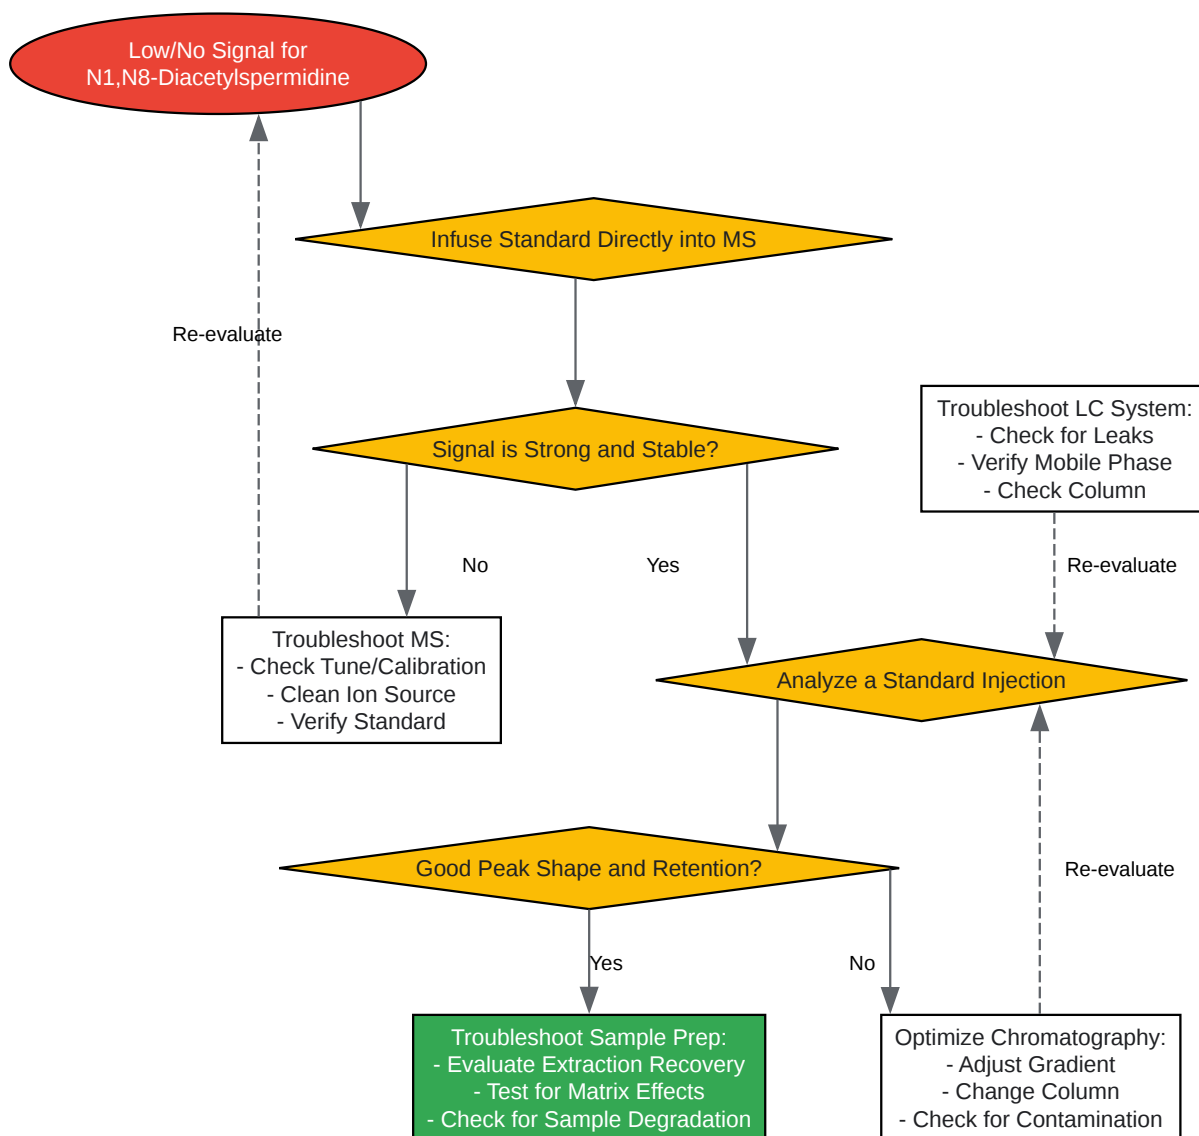 Low/No Signal for
N1,N8-Diacetylspermidine
Infuse Standard Directly into MS
Re-evaluate
Signal is Strong and Stable?
Troubleshoot LC System:
- Check for Leaks
- Verify Mobile Phase
- Check Column
No
Yes
Re-evaluate
Troubleshoot MS:
- Check Tune/Calibration
- Clean Ion Source
- Verify Standard
Analyze a Standard Injection
Good Peak Shape and Retention?
Re-evaluate
Yes
No
Troubleshoot Sample Prep:
- Evaluate Extraction Recovery
- Test for Matrix Effects
- Check for Sample Degradation
Optimize Chromatography:
- Adjust Gradient
- Change Column
- Check for Contamination